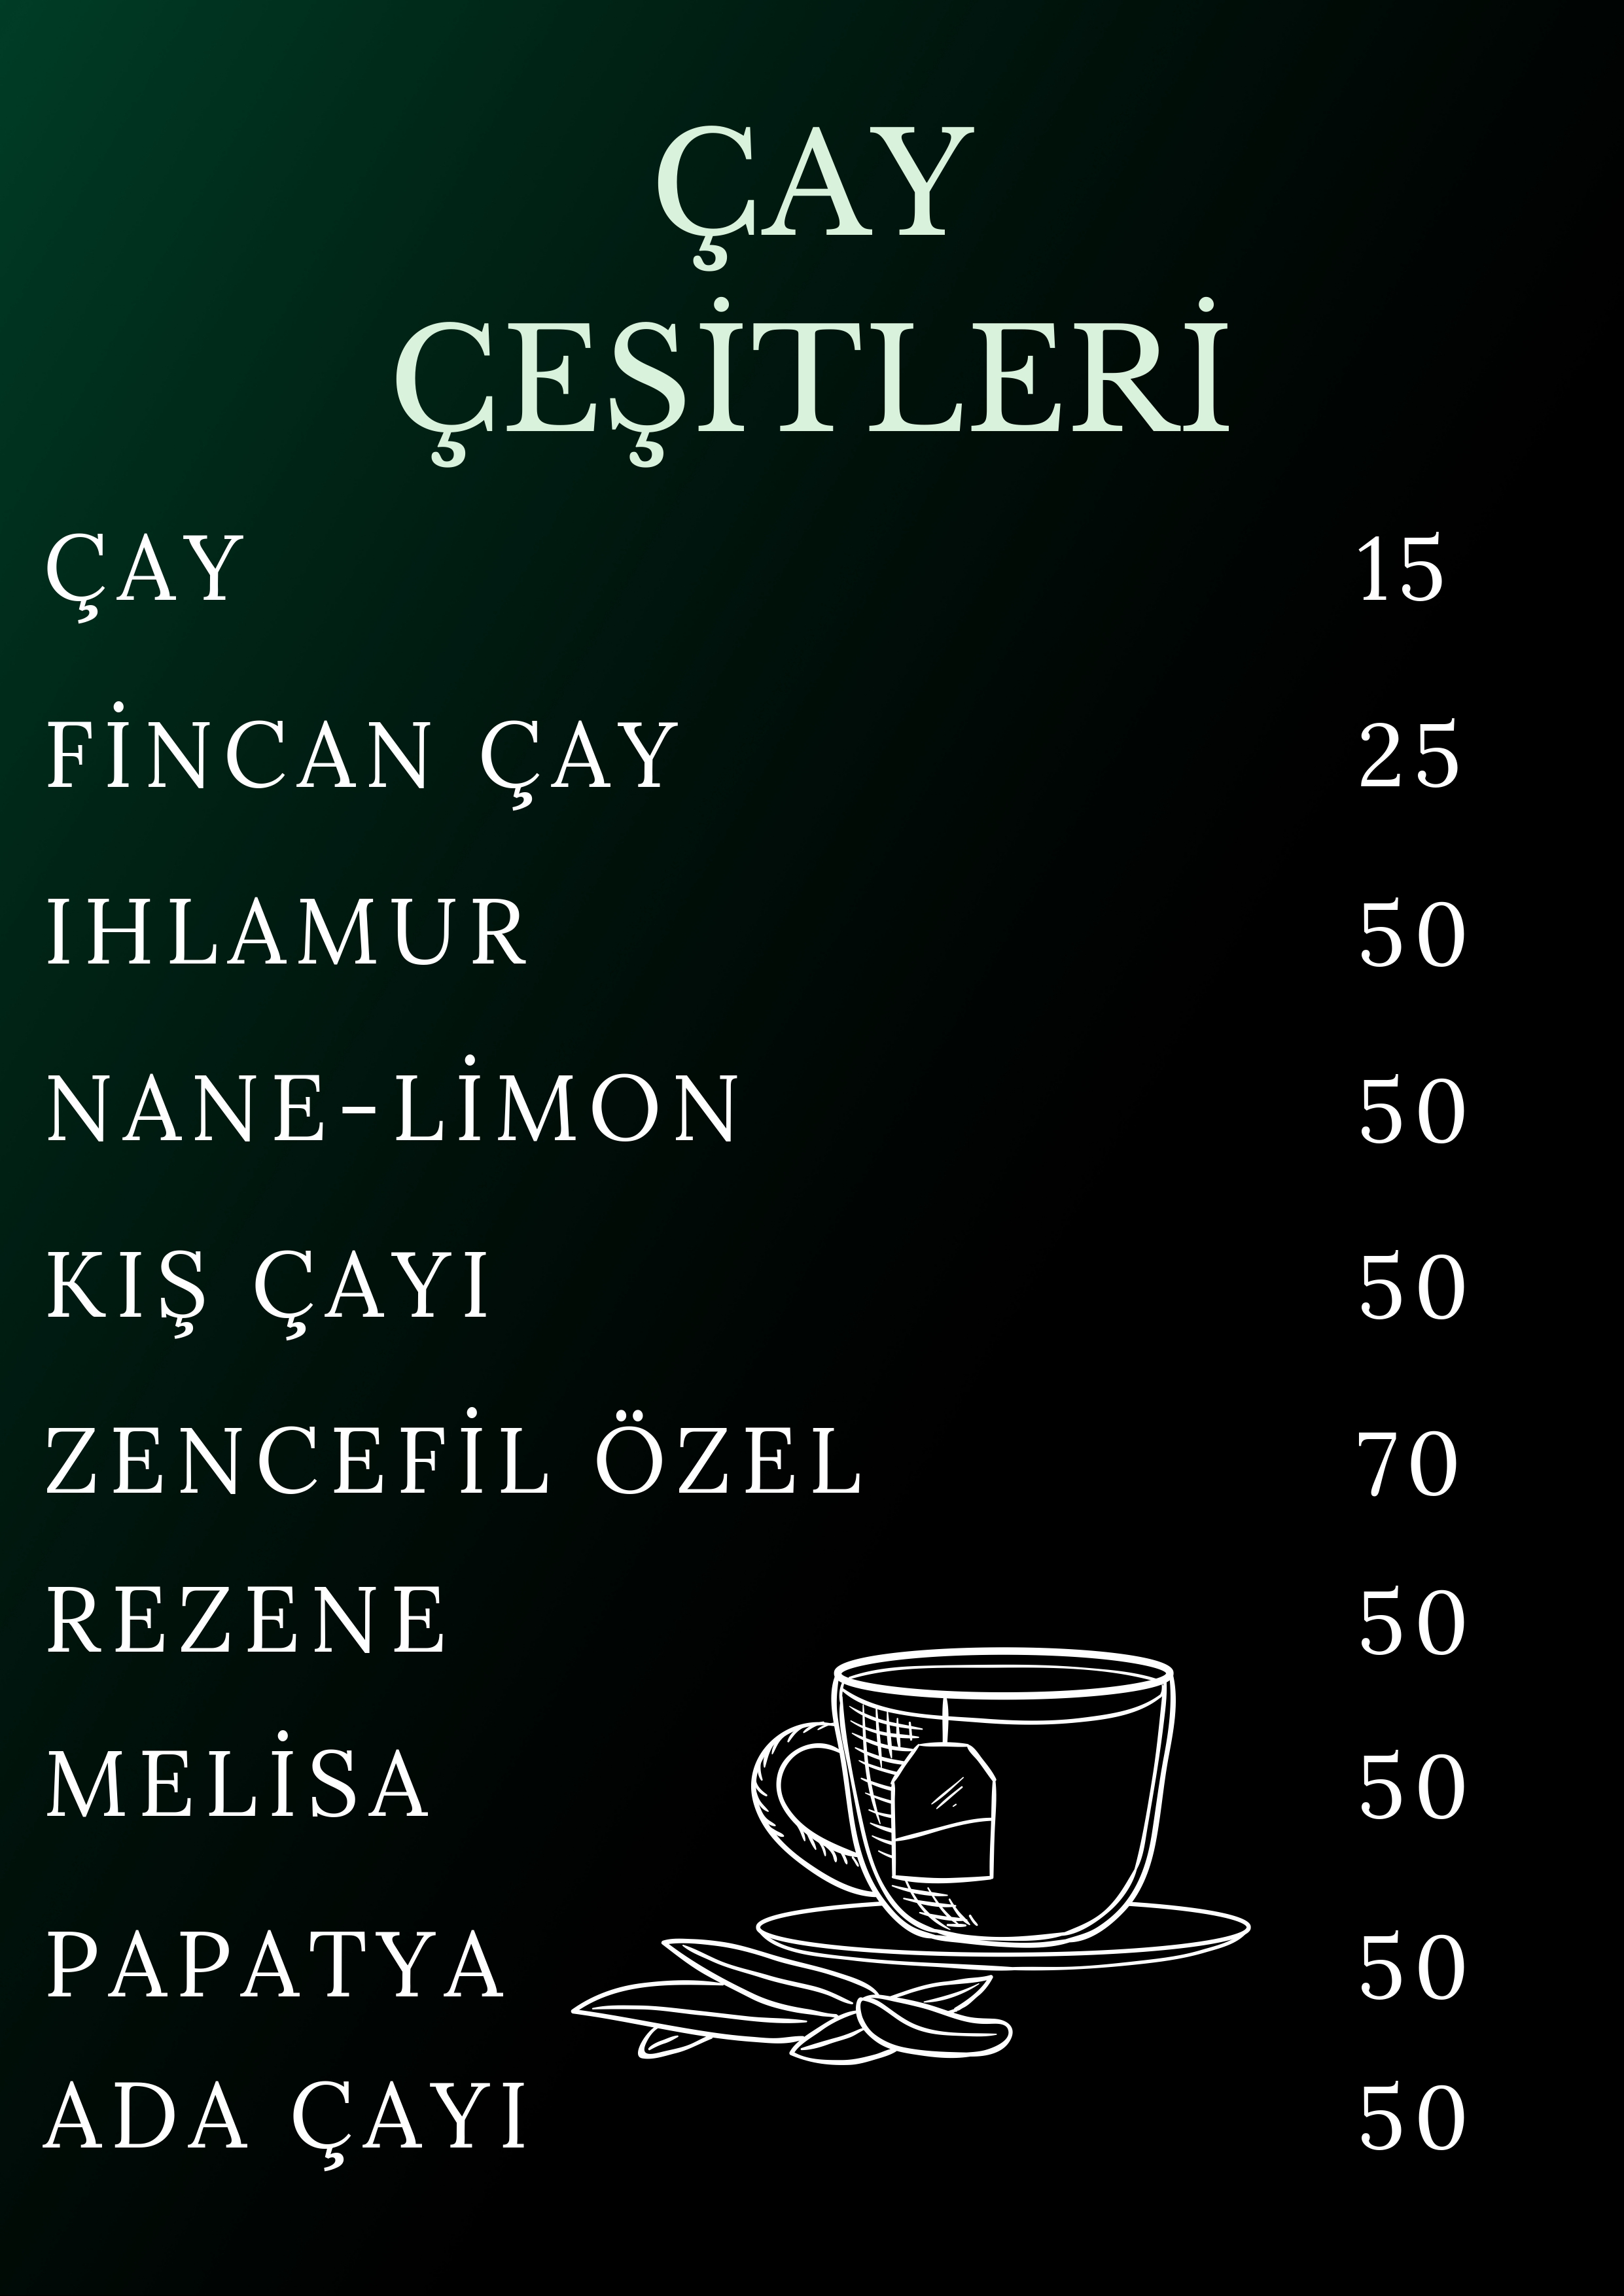 ÇAY
ÇEŞİTLERİ
ÇAY 15
FİNCAN ÇAY 25
IHLAMUR 50
NANE-LİMON 50
KIŞ ÇAYI 50
ZENCEFİL ÖZEL 70
REZENE 50
MELİSA 50
PAPATYA 50
ADA ÇAYI 50